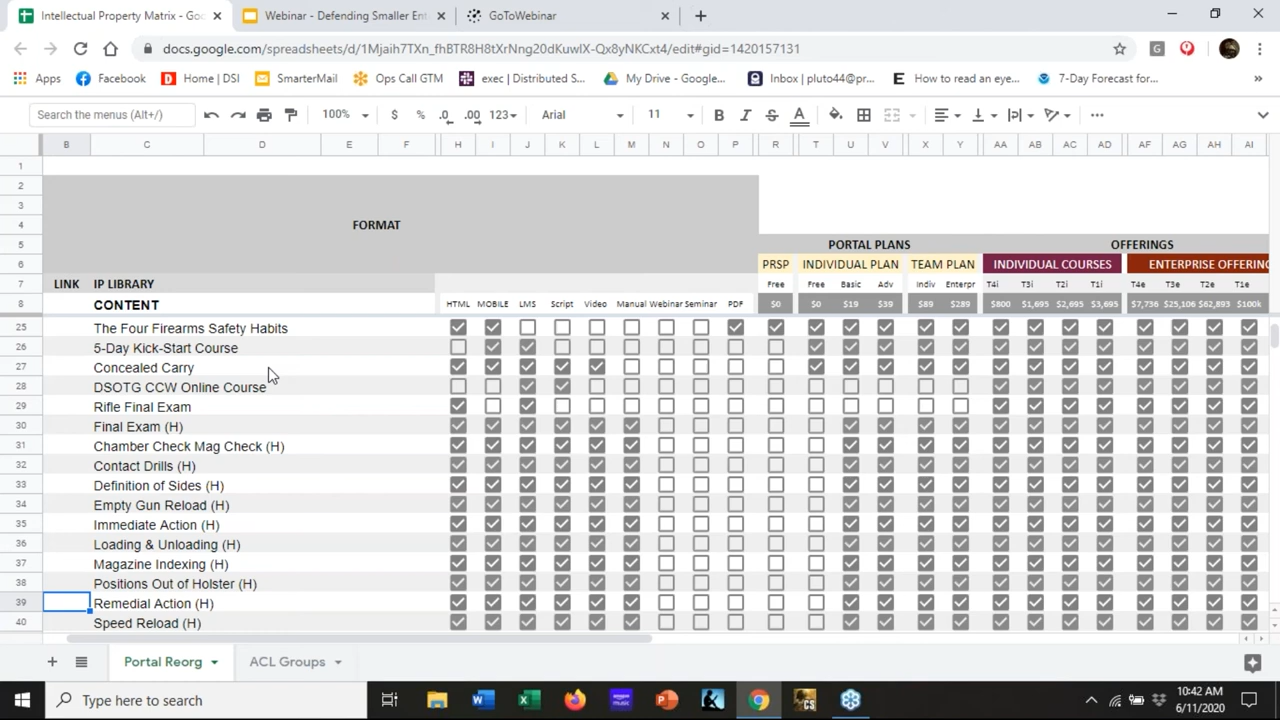 Intellectual Property Matrix - Goo
Webinar - Defending Smaller Ent
GoToWebinar
docs.google.com/spreadsheets/d/1Mjaih7TXn_fhBTR8H8tXrNng20dKuwlX-Qx8yNKCxt4/edit#gid=1420157131
Apps Facebook Home | DSI SmarterMail Ops Call GTM exec | Distributed S... My Drive - Google... Inbox | pluto44@pr... How to read an eye... 7-Day Forecast for...
Search the menus (Alt+/) 100% $ % .0 .00 123 Arial 11 B I S A
B C D E F H I J K L M N O P R T U V X Y AA AB AC AD AF AG AH AI
1
2
3
4 FORMAT
5 PORTAL PLANS OFFERINGS
6 PRSP INDIVIDUAL PLAN TEAM PLAN INDIVIDUAL COURSES ENTERPRISE OFFERING
7 LINK IP LIBRARY Free Free Basic Adv Indiv Enterpr T4i T3i T2i T1i T4e T3e T2e T1e
8 CONTENT HTML MOBILE LMS Script Video Manual Webinar Seminar PDF $0 $0 $19 $39 $89 $289 $800 $1,695 $2,695 $3,695 $7,736 $25,106 $62,893 $100k
25 The Four Firearms Safety Habits
26 5-Day Kick-Start Course
27 Concealed Carry
28 DSOTG CCW Online Course
29 Rifle Final Exam
30 Final Exam (H)
31 Chamber Check Mag Check (H)
32 Contact Drills (H)
33 Definition of Sides (H)
34 Empty Gun Reload (H)
35 Immediate Action (H)
36 Loading & Unloading (H)
37 Magazine Indexing (H)
38 Positions Out of Holster (H)
39 Remedial Action (H)
40 Speed Reload (H)
Portal Reorg ACL Groups
Type here to search
10:42 AM
6/11/2020